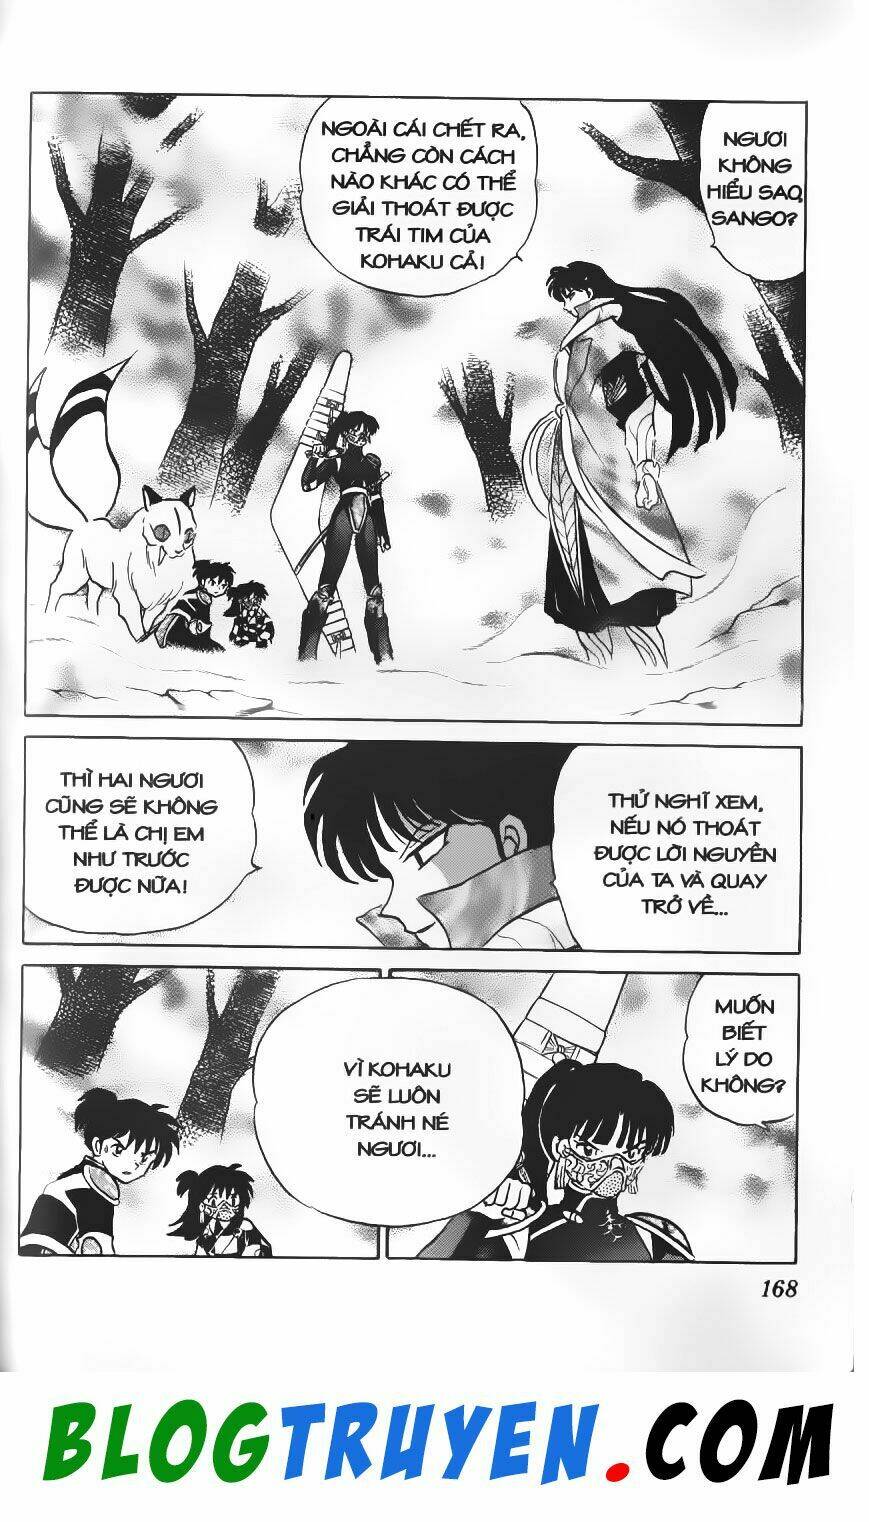 NGƯƠI
KHÔNG
HIỂU SAO,
SANGO?
NGOÀI CÁI CHẾT RA,
CHẲNG CÒN CÁCH
NÀO KHÁC CÓ THỂ
GIẢI THOÁT ĐƯỢC
TRÁI TIM CỦA
KOHAKU CẢ!
THỬ NGHĨ XEM,
NẾU NÓ THOÁT
ĐƯỢC LỜI NGUYỀN
CỦA TA VÀ QUAY
TRỞ VỀ...
THÌ HAI NGƯƠI
CŨNG SẼ KHÔNG
THỂ LÀ CHỊ EM
NHƯ TRƯỚC
ĐƯỢC NỮA!
MUỐN
BIẾT
LÝ DO
KHÔNG?
VÌ KOHAKU
SẼ LUÔN
TRÁNH NÉ
NGƯƠI...
168
BLOGTRUYEN.COM